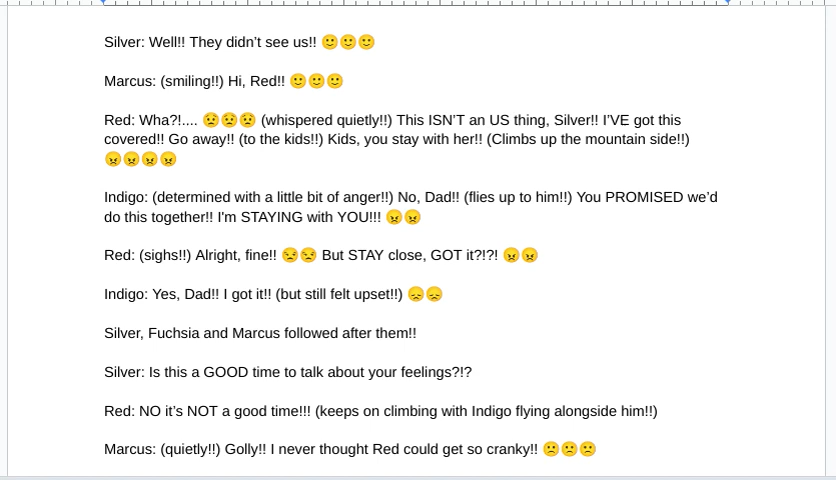 Silver: Well!! They didn’t see us!! 🙂🙂🙂
Marcus: (smiling!!) Hi, Red!! 🙂🙂🙂
Red: Wha?!.... 😟😟😟 (whispered quietly!!) This ISN’T an US thing, Silver!! I’VE got this
covered!! Go away!! (to the kids!!) Kids, you stay with her!! (Climbs up the mountain side!!)
😠😠😠😠
Indigo: (determined with a little bit of anger!!) No, Dad!! (flies up to him!!) You PROMISED we’d
do this together!! I'm STAYING with YOU!!! 😠😠
Red: (sighs!!) Alright, fine!! 😒😒 But STAY close, GOT it?!?! 😠😠
Indigo: Yes, Dad!! I got it!! (but still felt upset!!) 😞😞
Silver, Fuchsia and Marcus followed after them!!
Silver: Is this a GOOD time to talk about your feelings?!?
Red: NO it’s NOT a good time!!! (keeps on climbing with Indigo flying alongside him!!)
Marcus: (quietly!!) Golly!! I never thought Red could get so cranky!! 🙁🙁🙁